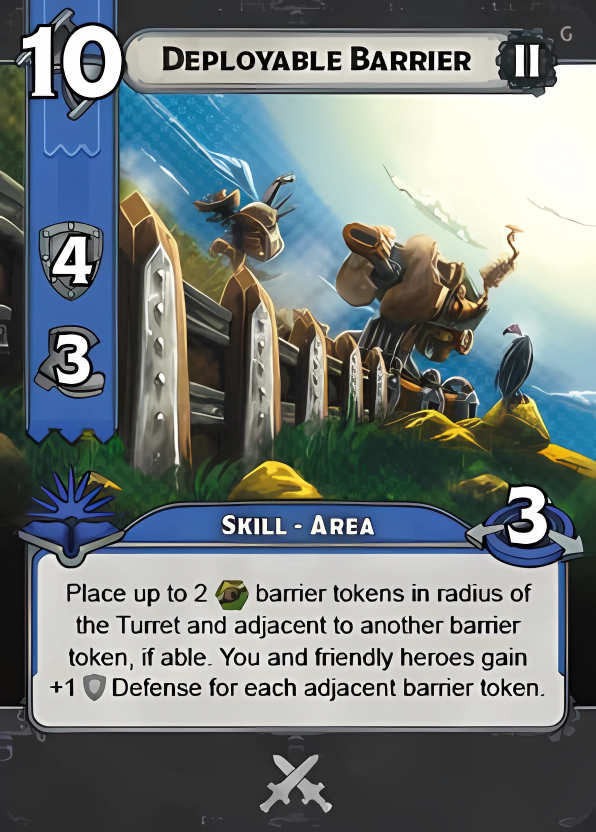 10
DEPLOYABLE BARRIER
II
G
4
3
SKILL - AREA
3
Place up to 2 barrier tokens in radius of
the Turret and adjacent to another barrier
token, if able. You and friendly heroes gain
+1 Defense for each adjacent barrier token.